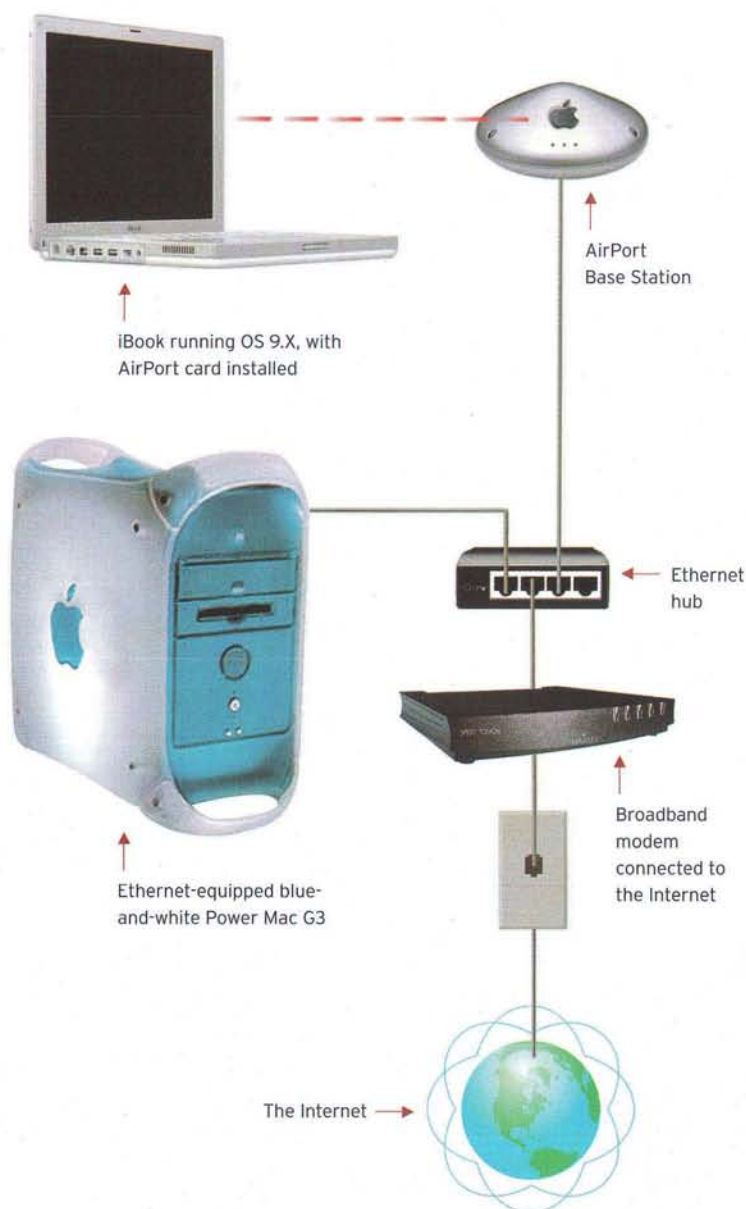 AirPort
Base Station
iBook running OS 9.X, with
AirPort card installed
Ethernet
hub
Ethernet-equipped blue-
and-white Power Mac G3
Broadband
modem
connected to
the Internet
The Internet